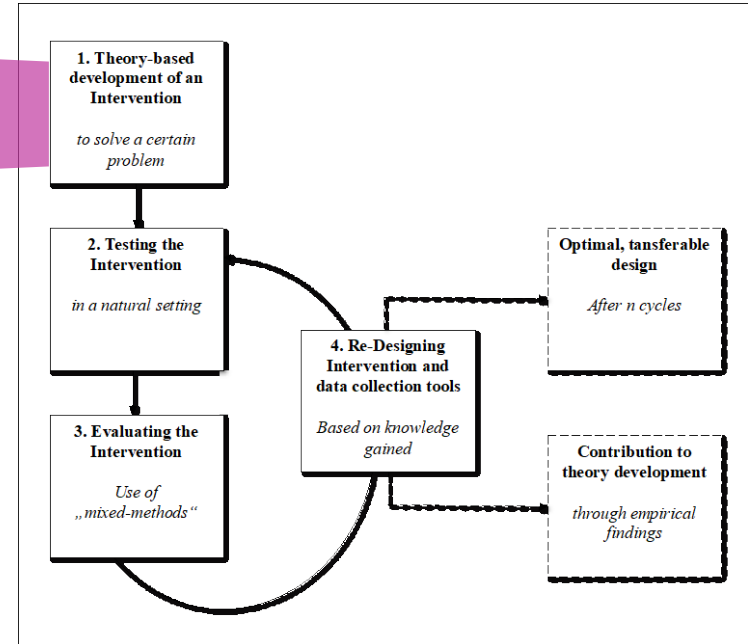 1. Theory-based
development of an
Intervention
to solve a certain
problem
2. Testing the
Intervention
in a natural setting
3. Evaluating the
Intervention
Use of
„mixed-methods“
4. Re-Designing
Intervention and
data collection tools
Based on knowledge
gained
Optimal, tansferable
design
After n cycles
Contribution to
theory development
through empirical
findings